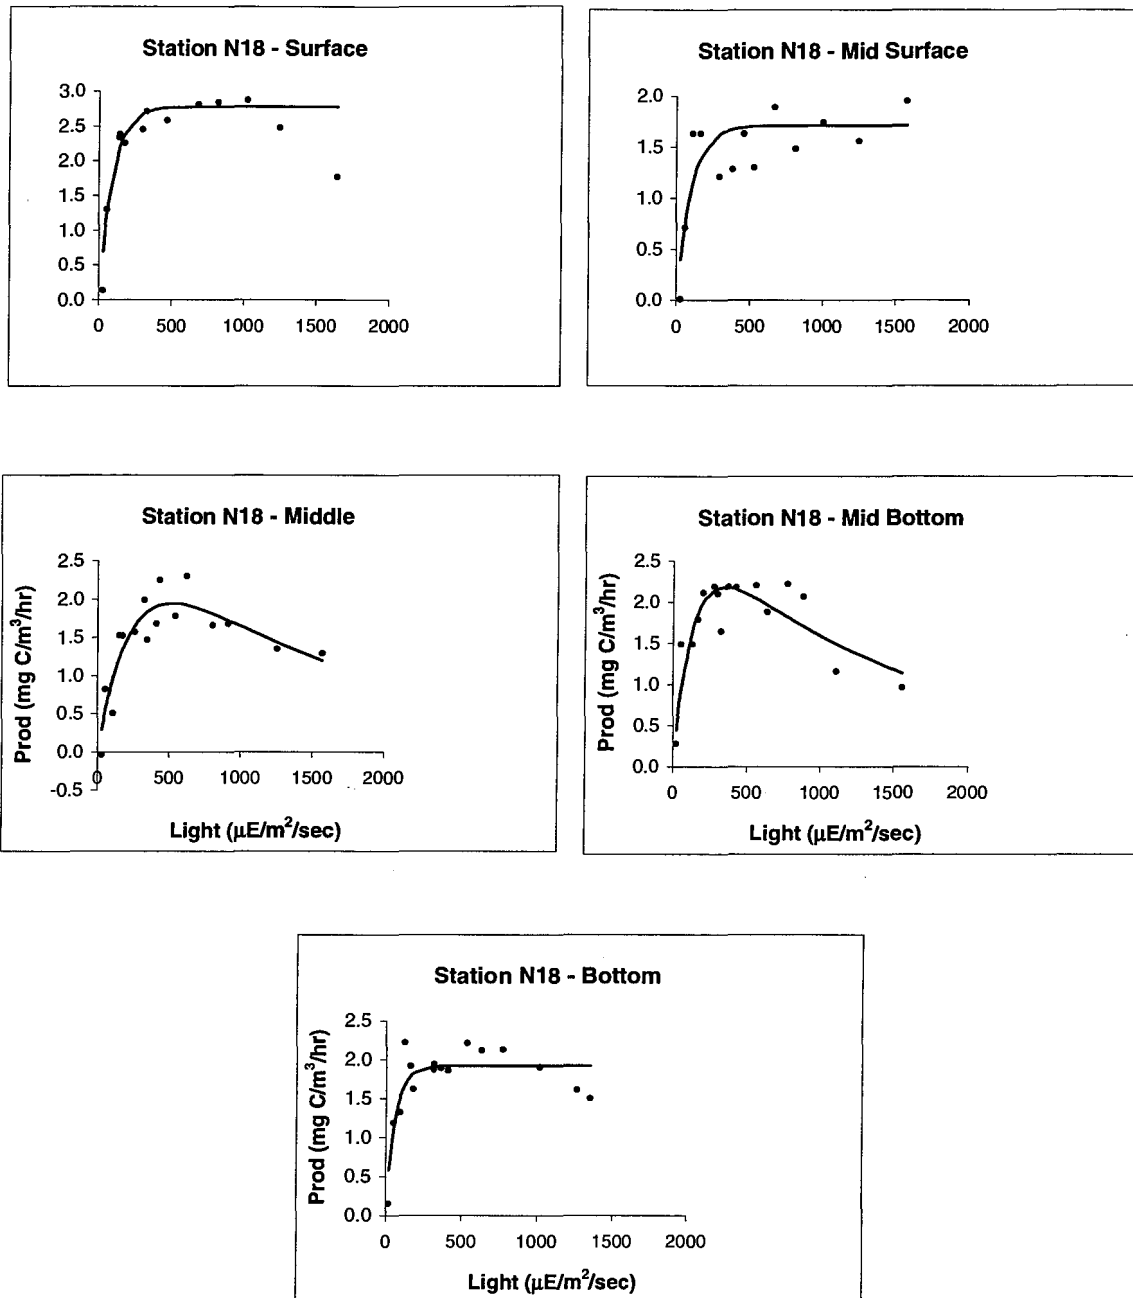 Station N18 - Surface
3.0
2.5
2.0
1.5
1.0
0.5
0.0
0 500 1000 1500 2000
Station N18 - Mid Surface
2.0
1.5
1.0
0.5
0.0
0 500 1000 1500 2000
Station N18 - Middle
Prod (mg C/m³/hr)
2.5
2.0
1.5
1.0
0.5
0.0
-0.5
0 500 1000 1500 2000
Light (µE/m²/sec)
Station N18 - Mid Bottom
Prod (mg C/m³/hr)
2.5
2.0
1.5
1.0
0.5
0.0
0 500 1000 1500 2000
Light (µE/m²/sec)
Station N18 - Bottom
Prod (mg C/m³/hr)
2.5
2.0
1.5
1.0
0.5
0.0
0 500 1000 1500 2000
Light (µE/m²/sec)